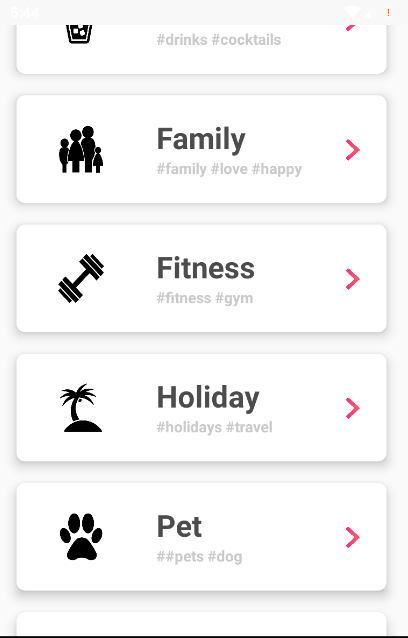 5:44
#drinks #cocktails
Family
#family #love #happy
Fitness
#fitness #gym
Holiday
#holidays #travel
Pet
##pets #dog